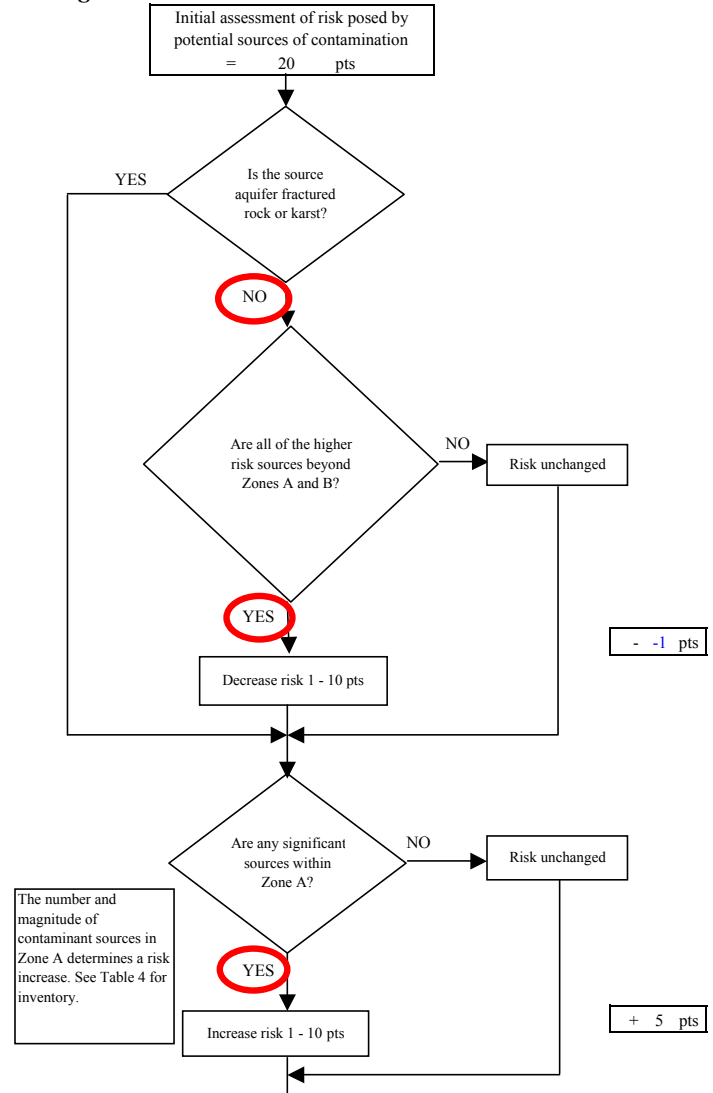 Initial assessment of risk posed by
potential sources of contamination
= 20 pts
YES
Is the source
aquifer fractured
rock or karst?
NO
Are all of the higher
risk sources beyond
Zones A and B?
NO
Risk unchanged
YES
- -1 pts
Decrease risk 1 - 10 pts
Are any significant
sources within
Zone A?
NO
Risk unchanged
The number and
magnitude of
contaminant sources in
Zone A determines a risk
increase. See Table 4 for
inventory.
YES
Increase risk 1 - 10 pts
+ 5 pts